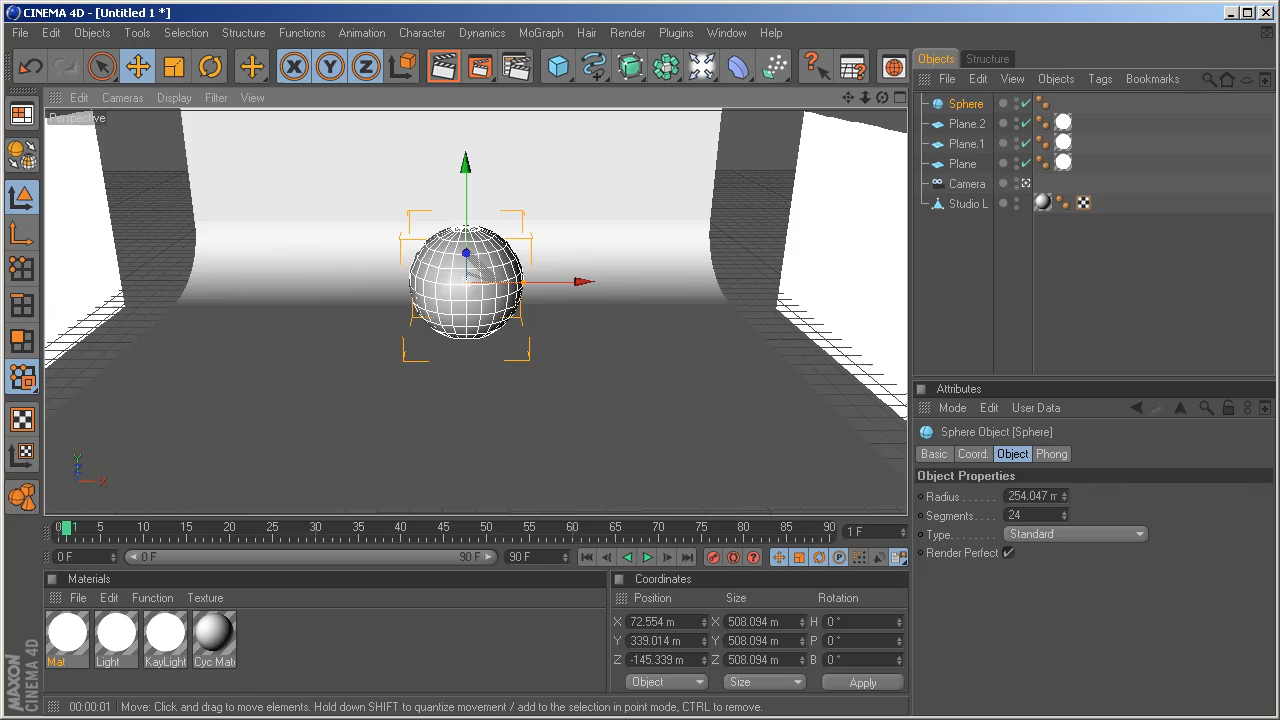 CINEMA 4D - [Untitled 1 *]
File Edit Objects Tools Selection Structure Functions Animation Character Dynamics MoGraph Hair Render Plugins Window Help
X Y Z
Objects Structure
File Edit View Objects Tags Bookmarks
Edit Cameras Display Filter View
Perspective
Sphere
Plane.2
Plane.1
Plane
Camera
Studio L
Y
Z
X
Attributes
Mode Edit User Data
Sphere Object [Sphere]
Basic Coord. Object Phong
Object Properties
Radius . . . . . . 254.047 m
Segments. . . . 24
Type. . . . . . . . Standard
Render Perfect
0 1 5 10 15 20 25 30 35 40 45 50 55 60 65 70 75 80 85 90 1 F
0 F 0 F 90 F 90 F
Materials
File Edit Function Texture
Mat Light KayLight Cyc Mat
Coordinates
Position Size Rotation
X 72.554 m X 508.094 m H 0 °
Y 339.014 m Y 508.094 m P 0 °
Z -145.339 m Z 508.094 m B 0 °
Object Size Apply
MAXON
CINEMA 4D
00:00:01 Move: Click and drag to move elements. Hold down SHIFT to quantize movement / add to the selection in point mode, CTRL to remove.